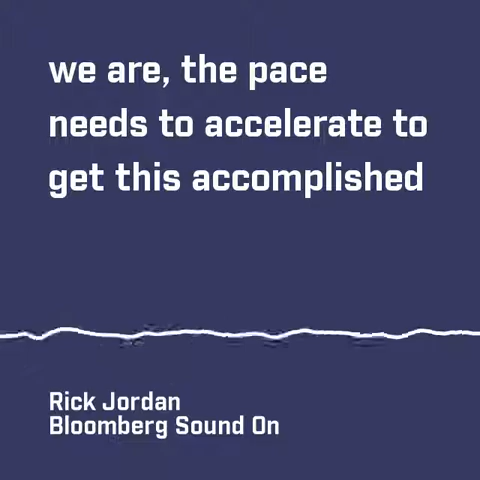 we are, the pace
needs to accelerate to
get this accomplished
Rick Jordan
Bloomberg Sound On